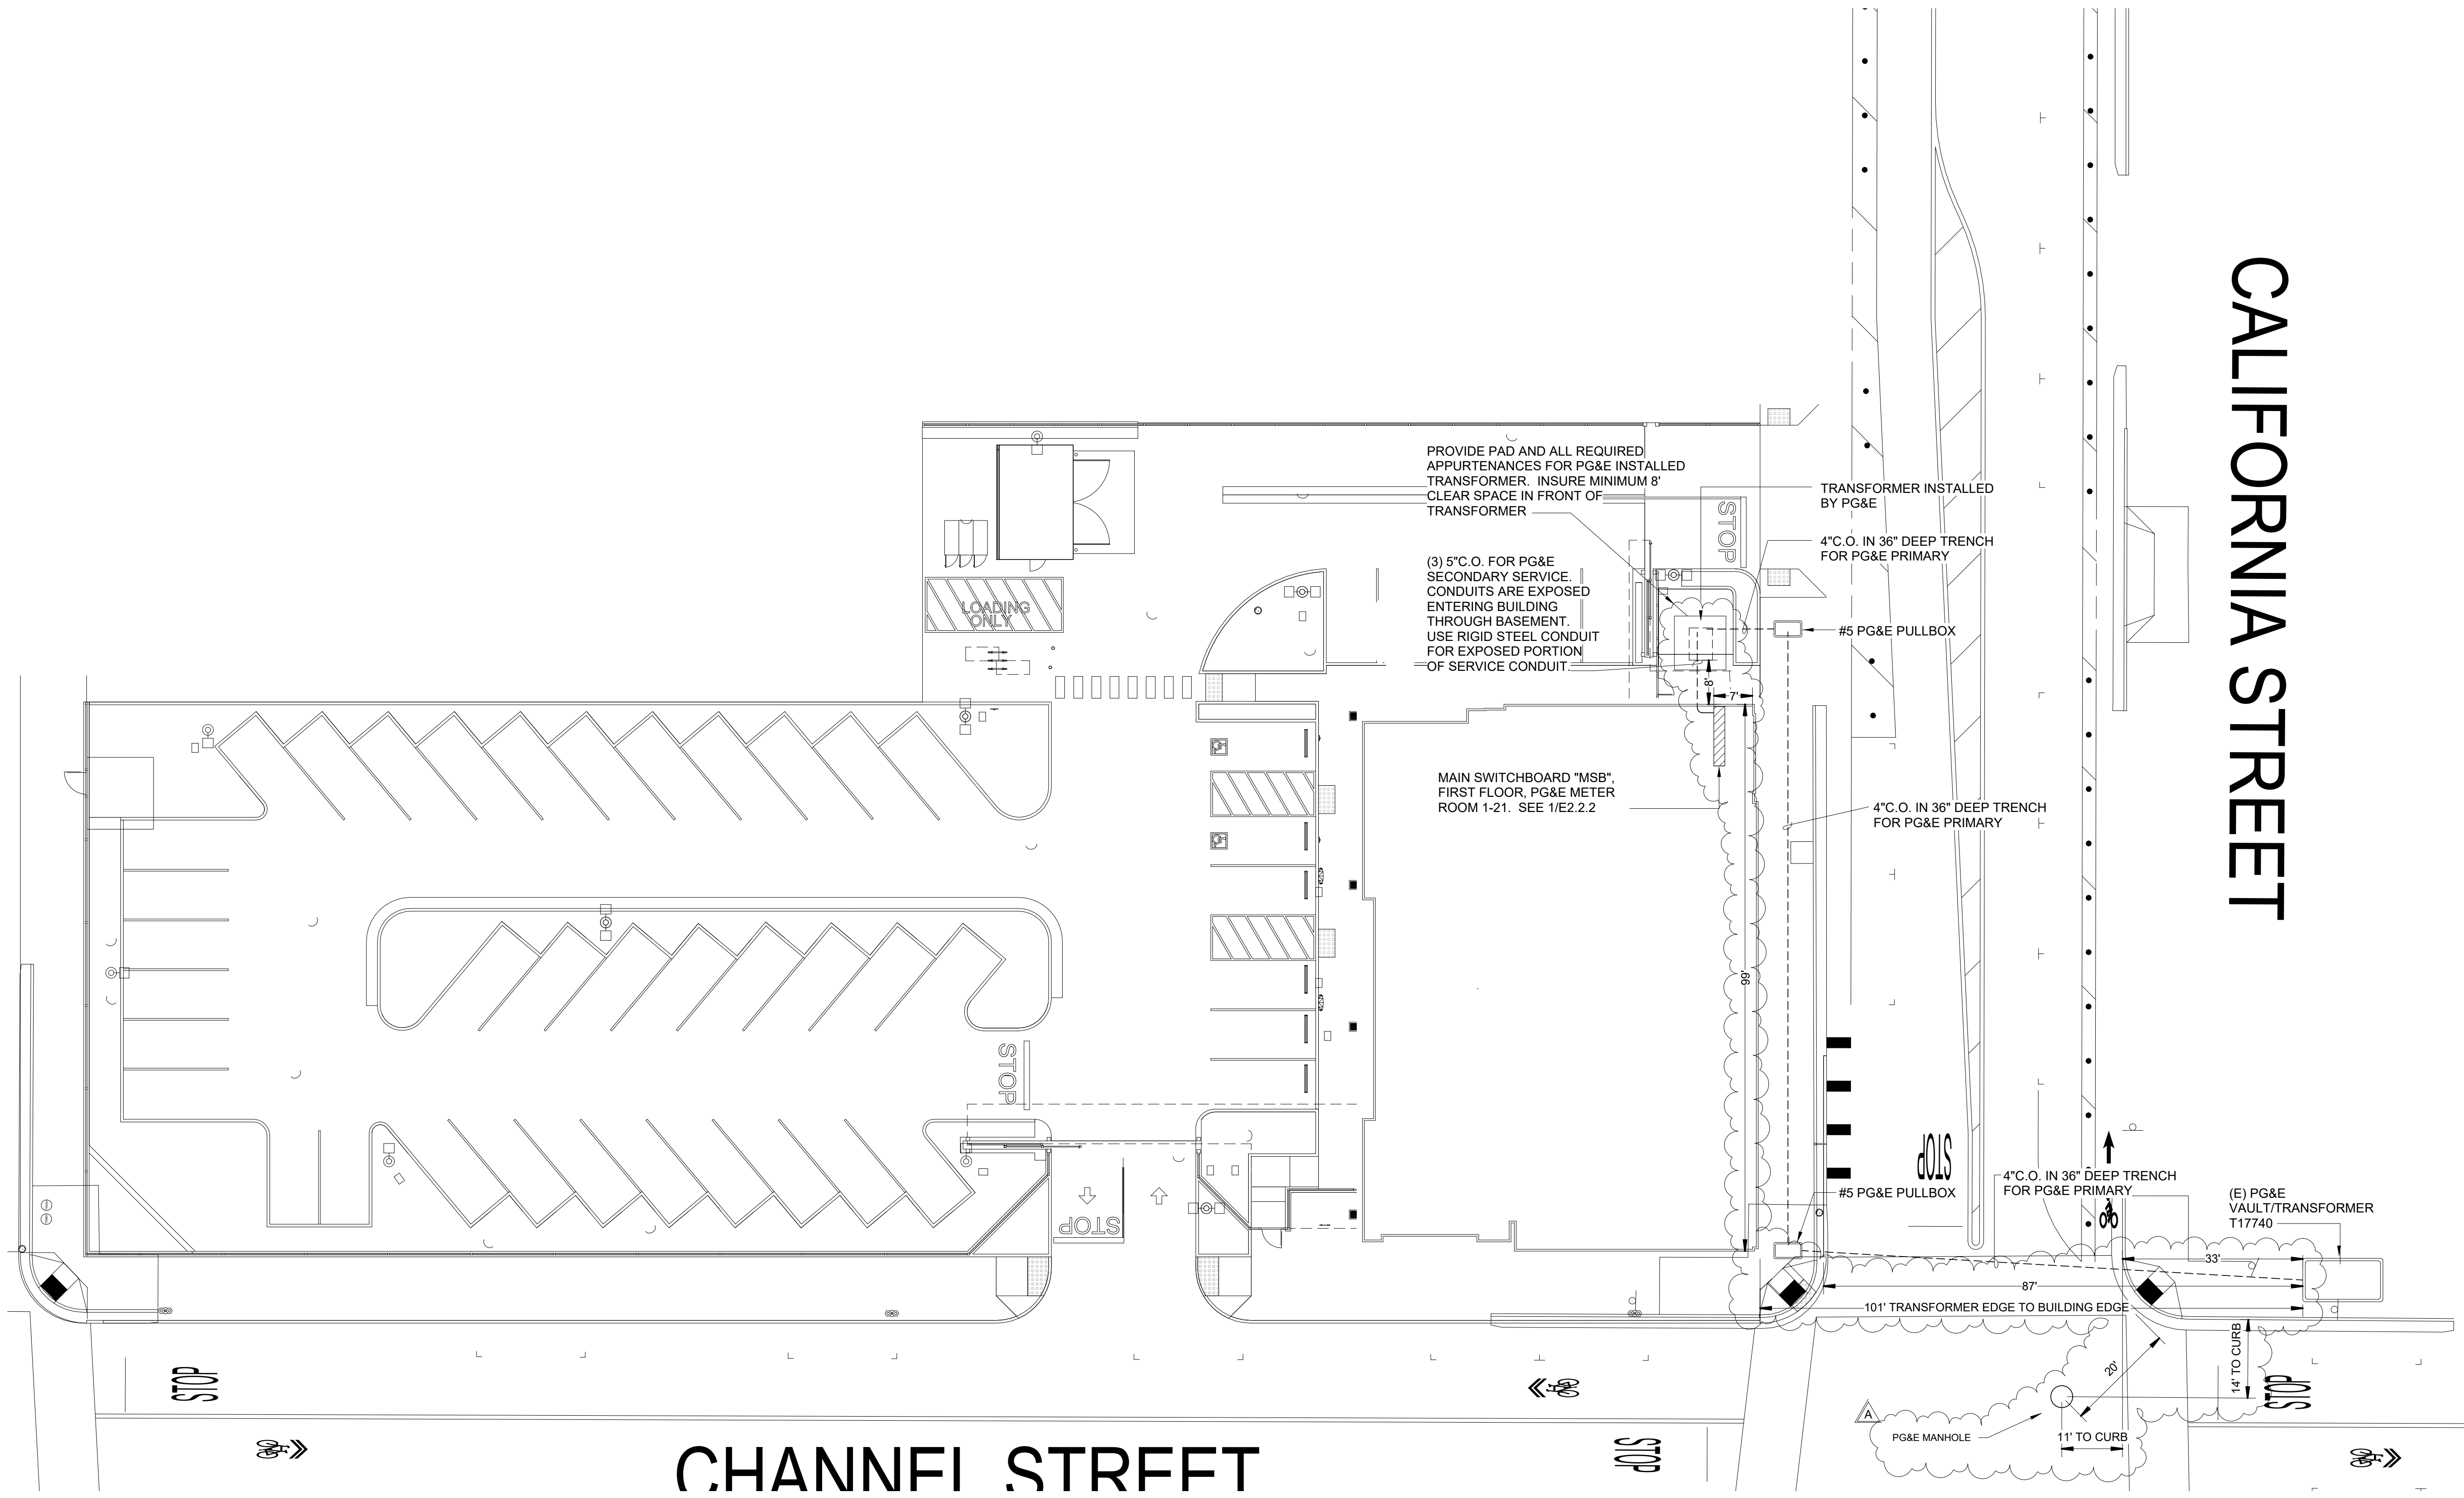 CALIFORNIA STREET
PROVIDE PAD AND ALL REQUIRED
APPURTENANCES FOR PG&E INSTALLED
TRANSFORMER. INSURE MINIMUM 8'
CLEAR SPACE IN FRONT OF
TRANSFORMER
STOP
TRANSFORMER INSTALLED
BY PG&E
4"C.O. IN 36" DEEP TRENCH
FOR PG&E PRIMARY
(3) 5"C.O. FOR PG&E
SECONDARY SERVICE.
CONDUITS ARE EXPOSED
ENTERING BUILDING
THROUGH BASEMENT.
USE RIGID STEEL CONDUIT
FOR EXPOSED PORTION
OF SERVICE CONDUIT.
LOADING
ONLY
#5 PG&E PULLBOX
8'
7'
MAIN SWITCHBOARD "MSB",
FIRST FLOOR, PG&E METER
ROOM 1-21. SEE 1/E2.2.2
4"C.O. IN 36" DEEP TRENCH
FOR PG&E PRIMARY
99'
STOP
STOP
STOP
4"C.O. IN 36" DEEP TRENCH
FOR PG&E PRIMARY
#5 PG&E PULLBOX
(E) PG&E
VAULT/TRANSFORMER
T17740
33'
87'
101' TRANSFORMER EDGE TO BUILDING EDGE
14' TO CURB
20'
STOP
STOP
A
PG&E MANHOLE
11' TO CURB
STOP
CHANNEL STREET